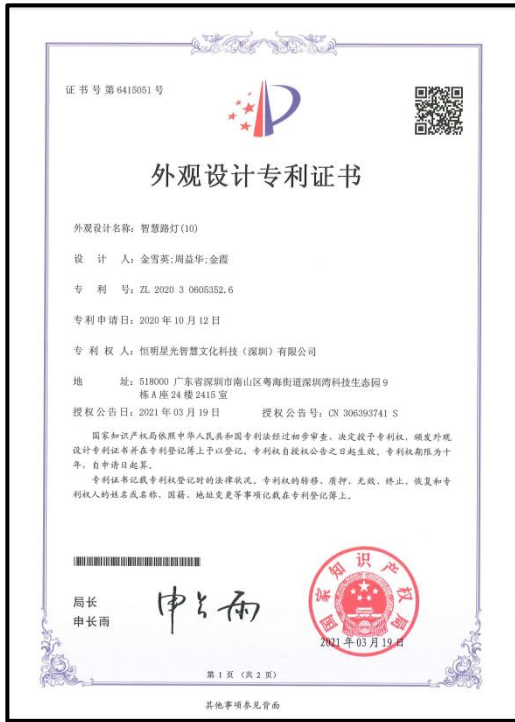 证书号第6415051号
外观设计专利证书
外观设计名称：智慧路灯(10)
设计人：金雪英;周益华;金霞
专利号：ZL 2020 3 0605352.6
专利申请日：2020年10月12日
专利权人：恒明星光智慧文化科技（深圳）有限公司
地址：518000 广东省深圳市南山区粤海街道深圳湾科技生态园9
栋A座24楼2415室
授权公告日：2021年03月19日 授权公告号：CN 306393741 S
国家知识产权局依照中华人民共和国专利法经过初步审查，决定授予专利权，颁发外观
设计专利证书并在专利登记簿上予以登记。专利权自授权公告之日起生效。专利权期限为十
年，自申请日起算。
专利证书记载专利权登记时的法律状况。专利权的转移、质押、无效、终止、恢复和专
利权人的姓名或名称、国籍、地址变更等事项记载在专利登记簿上。
局长
申长雨
申长雨
国家知识产权局
2021年03月19日
第1页（共2页）
其他事项参见背面